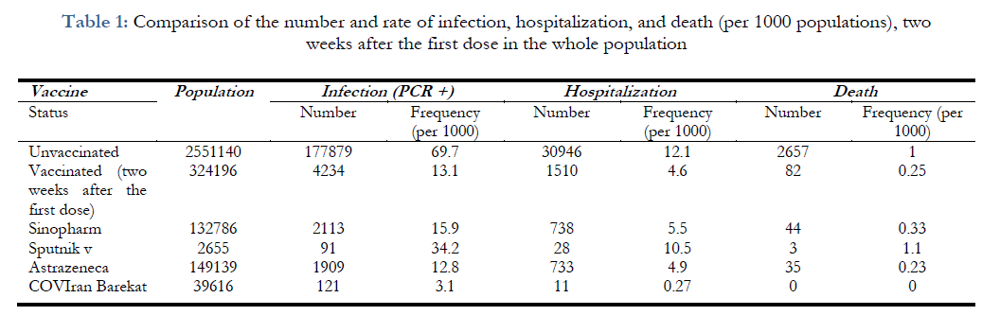 Table 1: Comparison of the number and rate of infection, hospitalization, and death (per 1000 populations), two
weeks after the first dose in the whole population
Vaccine Population Infection (PCR +) Hospitalization Death
Status Number Frequency (per 1000) Number Frequency (per 1000) Number Frequency (per 1000)
Unvaccinated 2551140 177879 69.7 30946 12.1 2657 1
Vaccinated (two 324196 4234 13.1 1510 4.6 82 0.25
weeks after the
first dose)
Sinopharm 132786 2113 15.9 738 5.5 44 0.33
Sputnik v 2655 91 34.2 28 10.5 3 1.1
Astrazeneca 149139 1909 12.8 733 4.9 35 0.23
COVIran Barekat 39616 121 3.1 11 0.27 0 0